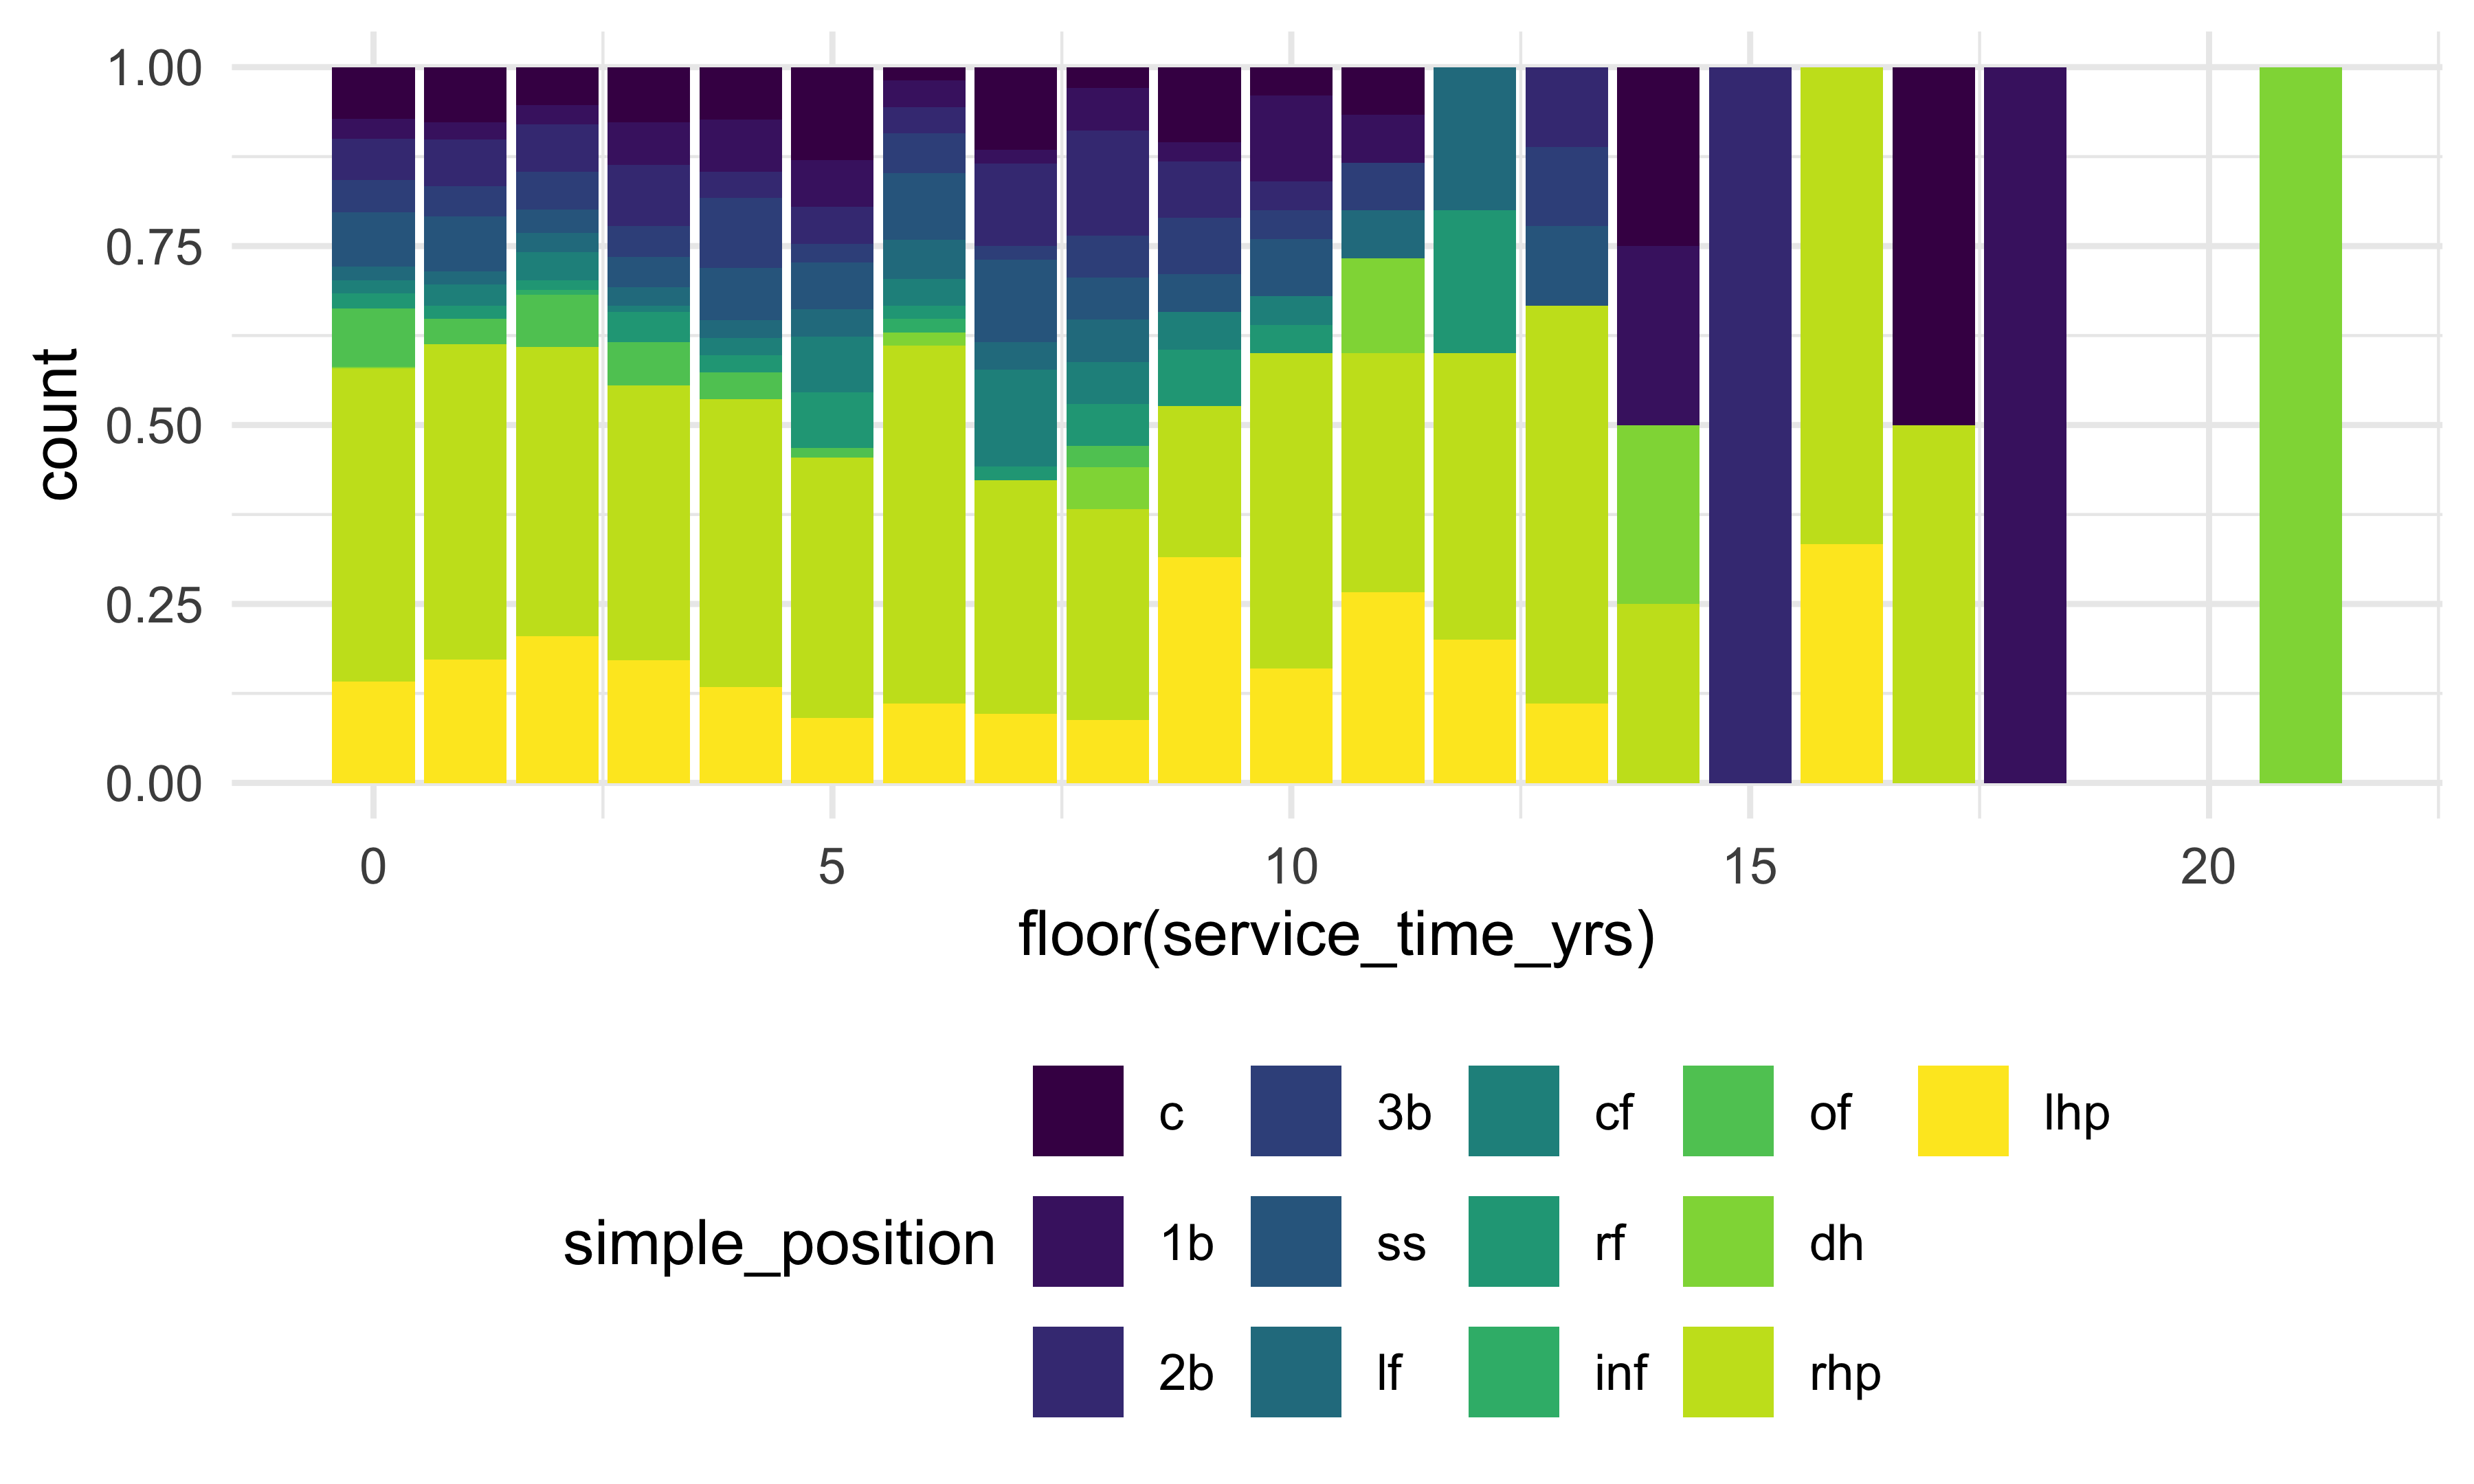 1.00
0.75
0.50
0.25
0.00
count
0 5 10 15 20
floor(service_time_yrs)
simple_position
c 3b cf of lhp
1b ss rf dh
2b lf inf rhp